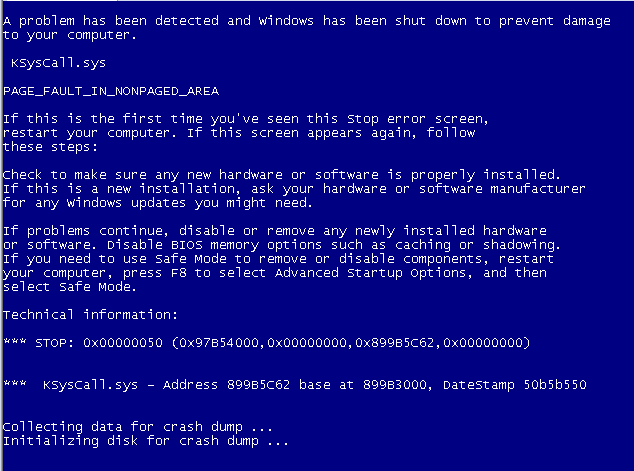 A problem has been detected and Windows has been shut down to prevent damage
to your computer.
KSysCall.sys
PAGE_FAULT_IN_NONPAGED_AREA
If this is the first time you've seen this Stop error screen,
restart your computer. If this screen appears again, follow
these steps:
Check to make sure any new hardware or software is properly installed.
If this is a new installation, ask your hardware or software manufacturer
for any Windows updates you might need.
If problems continue, disable or remove any newly installed hardware
or software. Disable BIOS memory options such as caching or shadowing.
If you need to use Safe Mode to remove or disable components, restart
your computer, press F8 to select Advanced Startup Options, and then
select Safe Mode.
Technical information:
*** STOP: 0x00000050 (0x97B54000,0x00000000,0x899B5C62,0x00000000)
*** KSysCall.sys - Address 899B5C62 base at 899B3000, DateStamp 50b5b550
Collecting data for crash dump ...
Initializing disk for crash dump ...